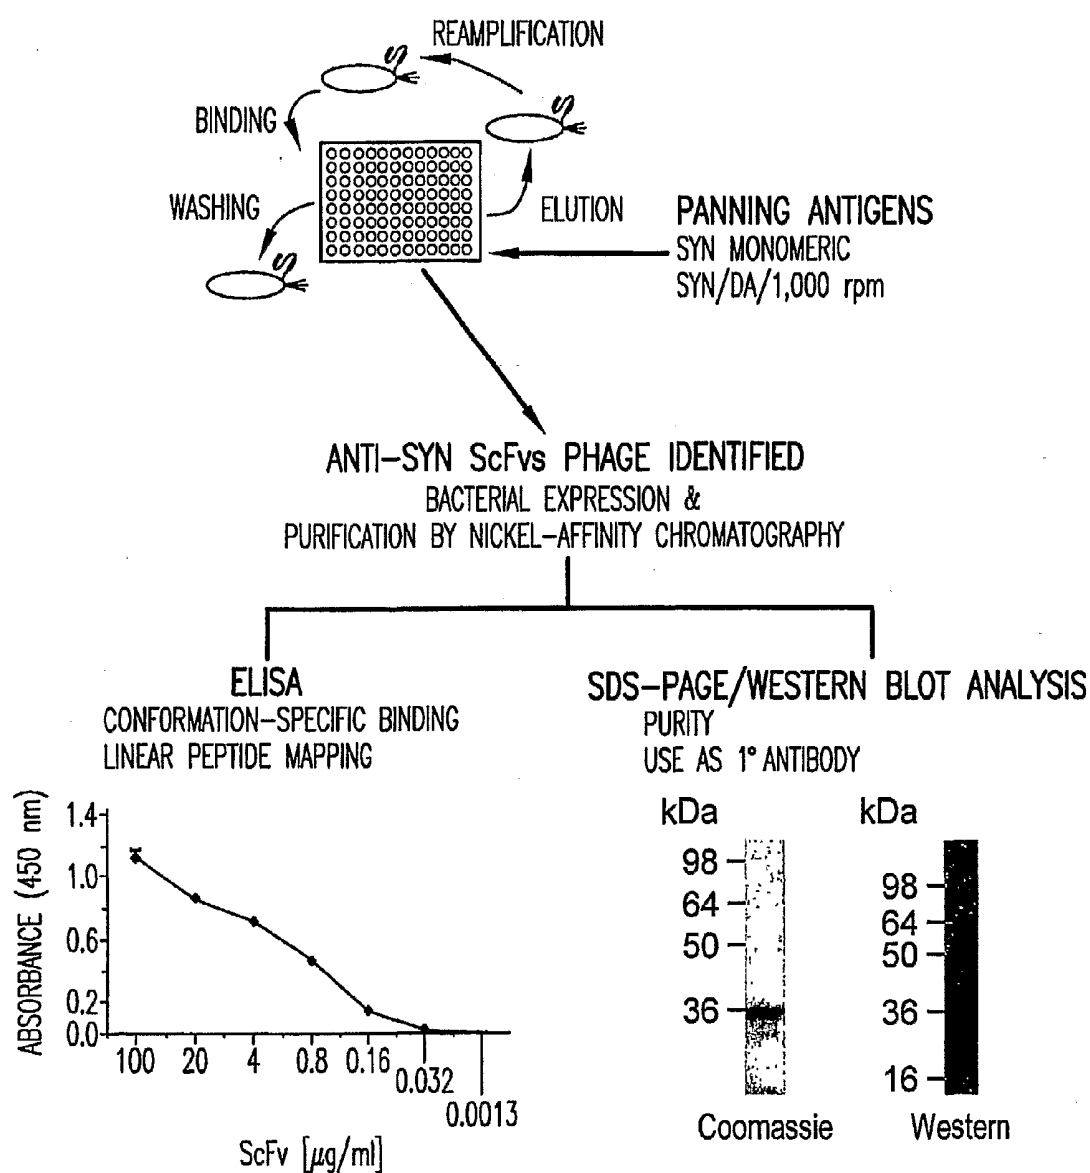 REAMPLIFICATION
BINDING
WASHING
ELUTION
PANNING ANTIGENS
SYN MONOMERIC
SYN/DA/1,000 rpm
ANTI-SYN ScFvs PHAGE IDENTIFIED
BACTERIAL EXPRESSION &
PURIFICATION BY NICKEL-AFFINITY CHROMATOGRAPHY
ELISA
CONFORMATION-SPECIFIC BINDING
LINEAR PEPTIDE MAPPING
ABSORBANCE (450 nm)
1.4
1.0
0.6
0.2
0.0
100 20 4 0.8 0.16 0.032 0.0013
ScFv [μg/ml]
SDS-PAGE/WESTERN BLOT ANALYSIS
PURITY
USE AS 1° ANTIBODY
kDa
98
64
50
36
Coomassie
kDa
98
64
50
36
16
Western